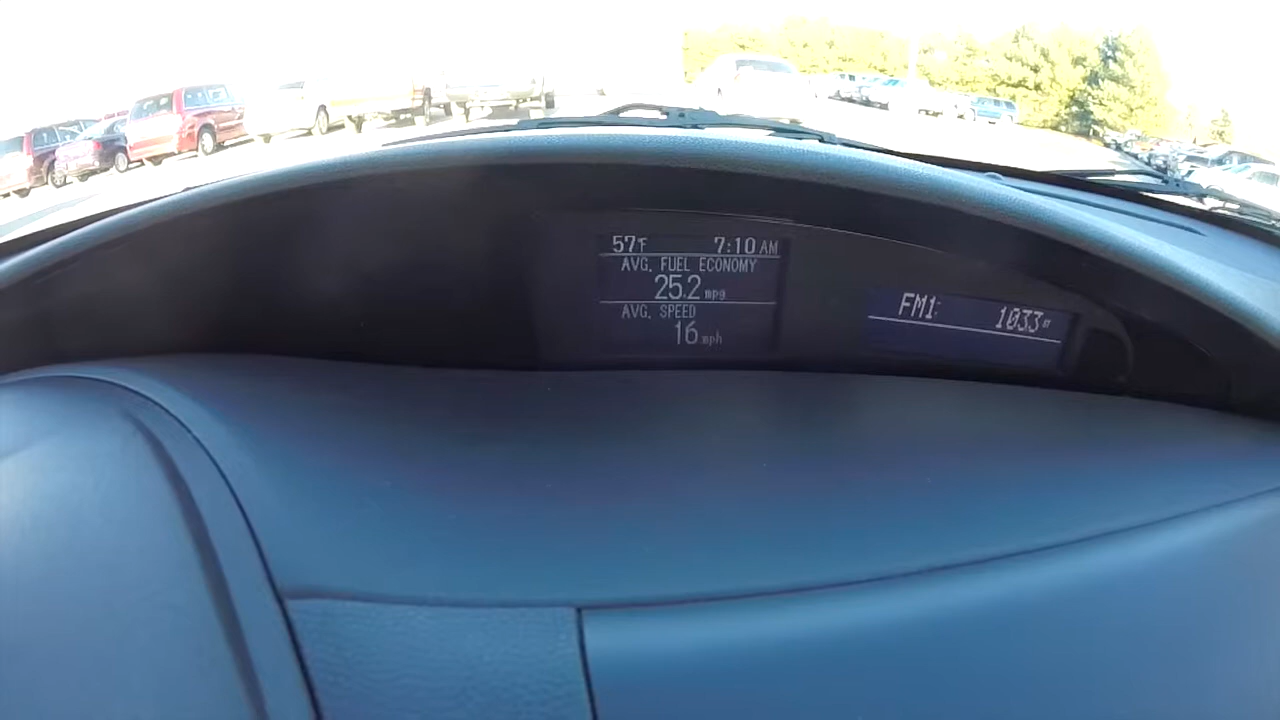 57°F 7:10 AM
AVG. FUEL ECONOMY
25.2 mpg
AVG. SPEED
16 mph
FM1: 1033